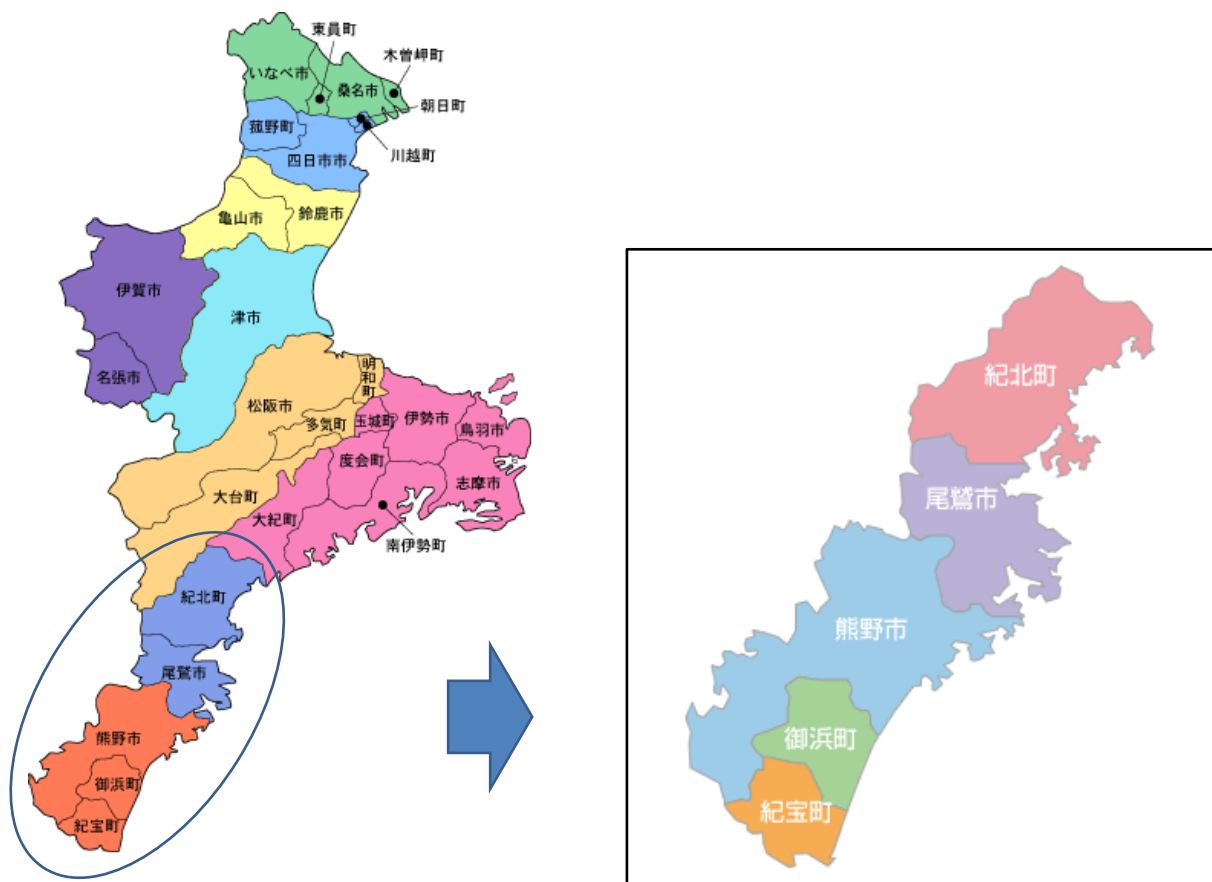 東員町
木曽岬町
いなべ市
桑名市
朝日町
菰野町
川越町
四日市市
亀山市
鈴鹿市
伊賀市
津市
名張市
明和町
松阪市
多気町
玉城町
伊勢市
鳥羽市
度会町
志摩市
大台町
大紀町
南伊勢町
紀北町
尾鷲市
熊野市
御浜町
紀宝町
紀北町
尾鷲市
熊野市
御浜町
紀宝町